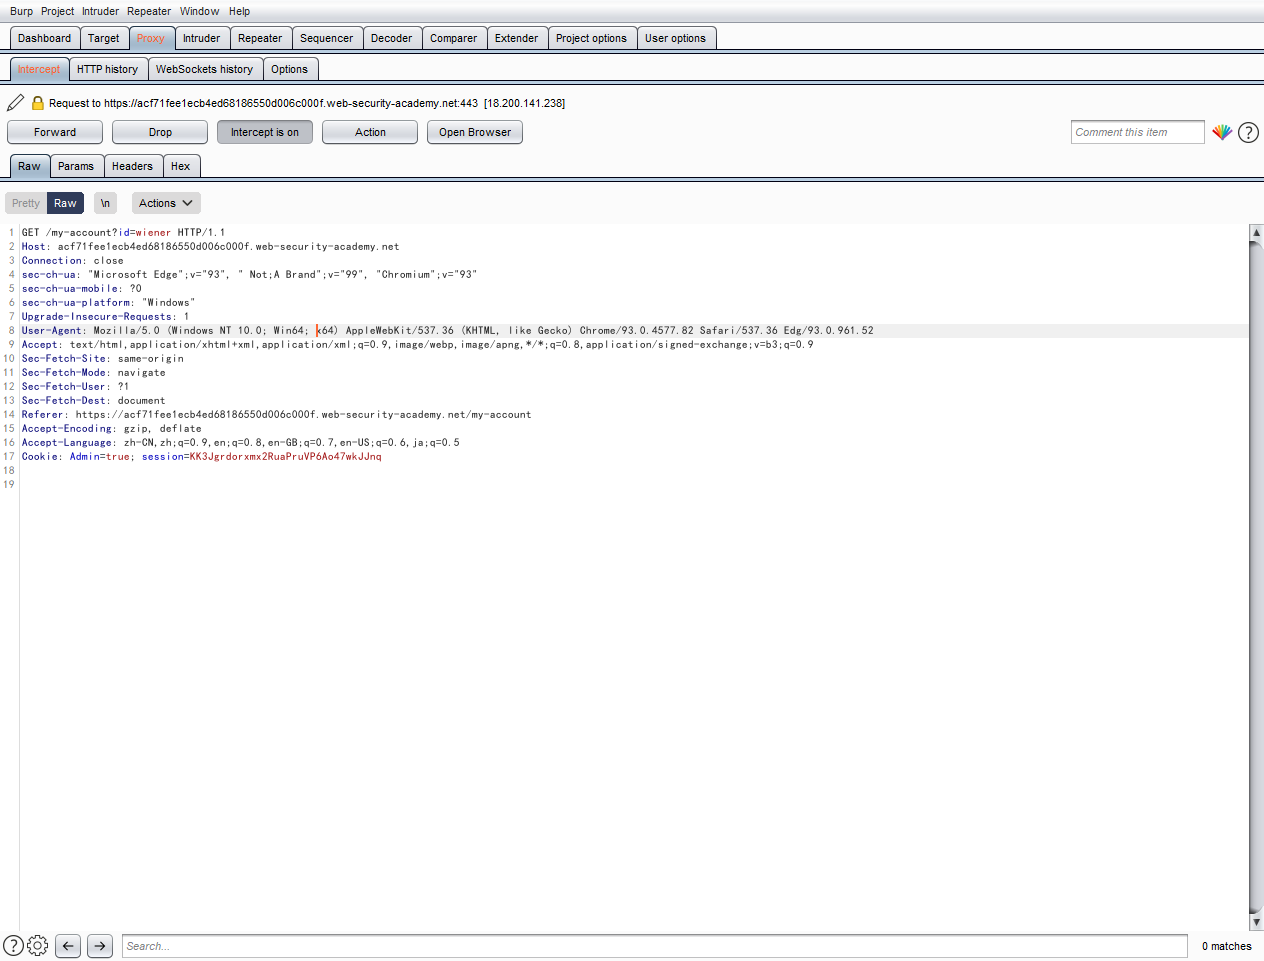 Burp Project Intruder Repeater Window Help
Dashboard Target Proxy Intruder Repeater Sequencer Decoder Comparer Extender Project options User options
Intercept HTTP history WebSockets history Options
Request to https://acf71fee1ecb4ed68186550d006c000f.web-security-academy.net:443 [18.200.141.238]
Forward Drop Intercept is on Action Open Browser Comment this item ?
Raw Params Headers Hex
Pretty Raw \n Actions
1 GET /my-account?id=wiener HTTP/1.1
2 Host: acf71fee1ecb4ed68186550d006c000f.web-security-academy.net
3 Connection: close
4 sec-ch-ua: "Microsoft Edge";v="93", " Not;A Brand";v="99", "Chromium";v="93"
5 sec-ch-ua-mobile: ?0
6 sec-ch-ua-platform: "Windows"
7 Upgrade-Insecure-Requests: 1
8 User-Agent: Mozilla/5.0 (Windows NT 10.0; Win64; x64) AppleWebKit/537.36 (KHTML, like Gecko) Chrome/93.0.4577.82 Safari/537.36 Edg/93.0.961.52
9 Accept: text/html,application/xhtml+xml,application/xml;q=0.9,image/webp,image/apng,*/*;q=0.8,application/signed-exchange;v=b3;q=0.9
10 Sec-Fetch-Site: same-origin
11 Sec-Fetch-Mode: navigate
12 Sec-Fetch-User: ?1
13 Sec-Fetch-Dest: document
14 Referer: https://acf71fee1ecb4ed68186550d006c000f.web-security-academy.net/my-account
15 Accept-Encoding: gzip, deflate
16 Accept-Language: zh-CN,zh;q=0.9,en;q=0.8,en-GB;q=0.7,en-US;q=0.6,ja;q=0.5
17 Cookie: Admin=true; session=KK3Jgrdorxmx2RuaPruVP6Ao47wkJJnq
18
19
? Search... 0 matches